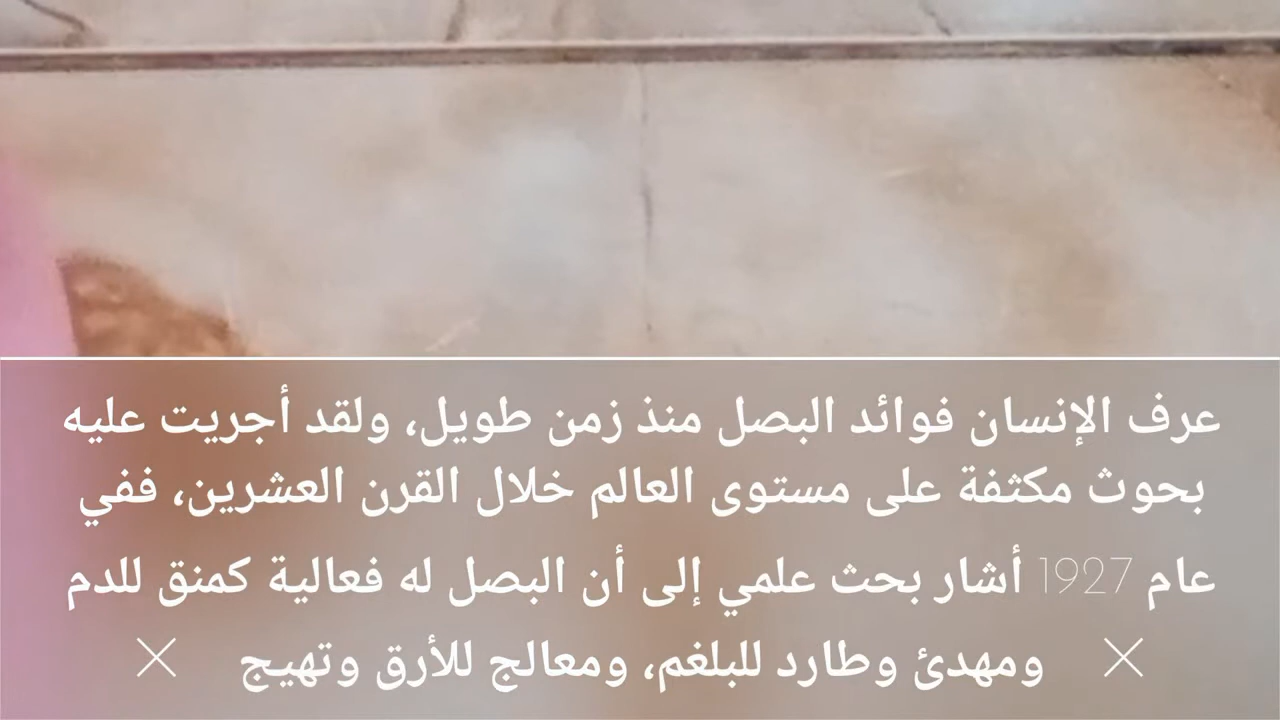 عرف الإنسان فوائد البصل منذ زمن طويل، ولقد أجريت عليه
بحوث مكثفة على مستوى العالم خلال القرن العشرين، ففي
عام 1927 أشار بحث علمي إلى أن البصل له فعالية كمنق للدم
ومهدئ وطارد للبلغم، ومعالج للأرق وتهيج